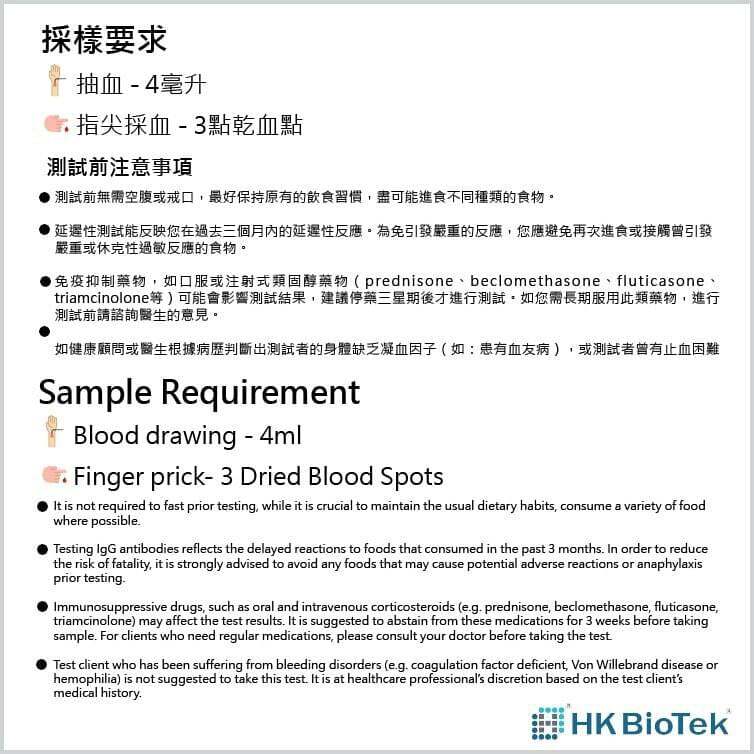 採樣要求
抽血 - 4毫升
指尖採血 - 3點乾血點
測試前注意事項
● 測試前無需空腹或戒口，最好保持原有的飲食習慣，盡可能進食不同種類的食物。
● 延遲性測試能反映您在過去三個月內的延遲性反應。為免引發嚴重的反應，您應避免再次進食或接觸曾引發
嚴重或休克性過敏反應的食物。
● 免疫抑制藥物，如口服或注射式類固醇藥物（prednisone、beclomethasone、fluticasone、
triamcinolone等）可能會影響測試結果，建議停藥三星期後才進行測試。如您需長期服用此類藥物，進行
測試前請諮詢醫生的意見。
●
如健康顧問或醫生根據病歷判斷出測試者的身體缺乏凝血因子（如：患有血友病），或測試者曾有止血困難
Sample Requirement
Blood drawing - 4ml
Finger prick- 3 Dried Blood Spots
● It is not required to fast prior testing, while it is crucial to maintain the usual dietary habits, consume a variety of food
where possible.
● Testing IgG antibodies reflects the delayed reactions to foods that consumed in the past 3 months. In order to reduce
the risk of fatality, it is strongly advised to avoid any foods that may cause potential adverse reactions or anaphylaxis
prior testing.
● Immunosuppressive drugs, such as oral and intravenous corticosteroids (e.g. prednisone, beclomethasone, fluticasone,
triamcinolone) may affect the test results. It is suggested to abstain from these medications for 3 weeks before taking
sample. For clients who need regular medications, please consult your doctor before taking the test.
● Test client who has been suffering from bleeding disorders (e.g. coagulation factor deficient, Von Willebrand disease or
hemophilia) is not suggested to take this test. It is at healthcare professional's discretion based on the test client's
medical history.
HK BioTek